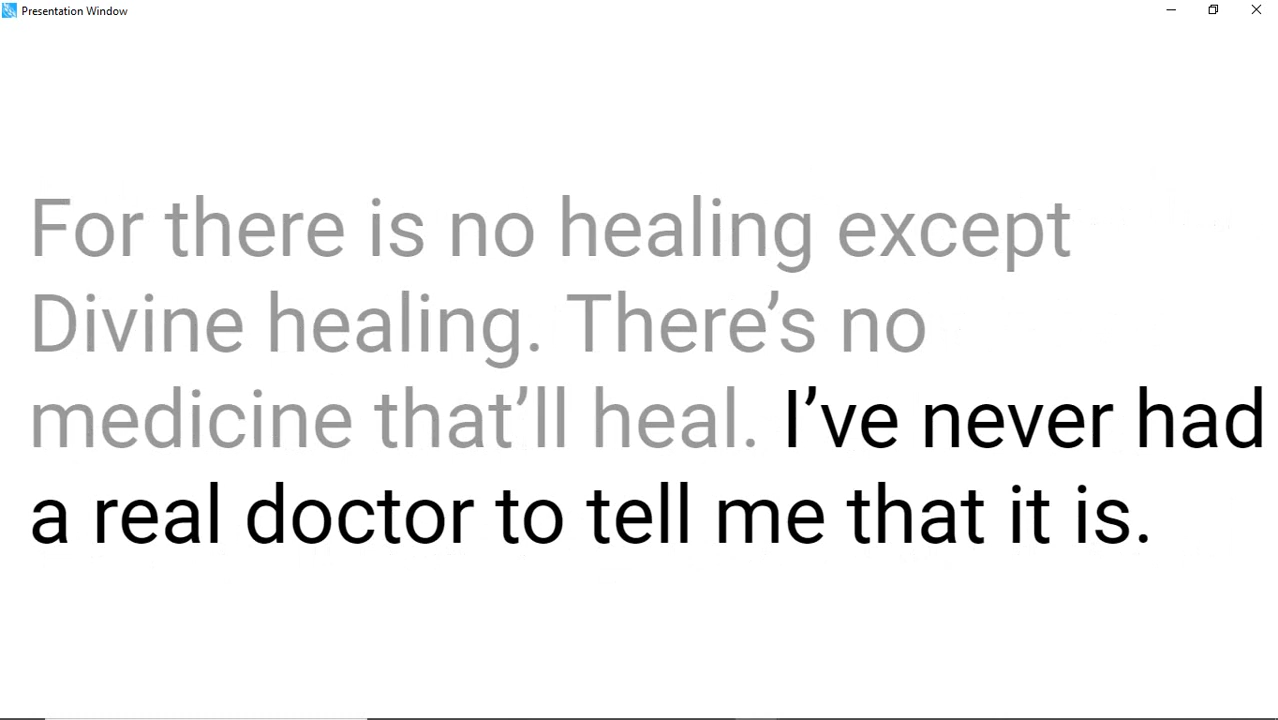 Presentation Window
For there is no healing except
Divine healing. There’s no
medicine that’ll heal. I’ve never had
a real doctor to tell me that it is.